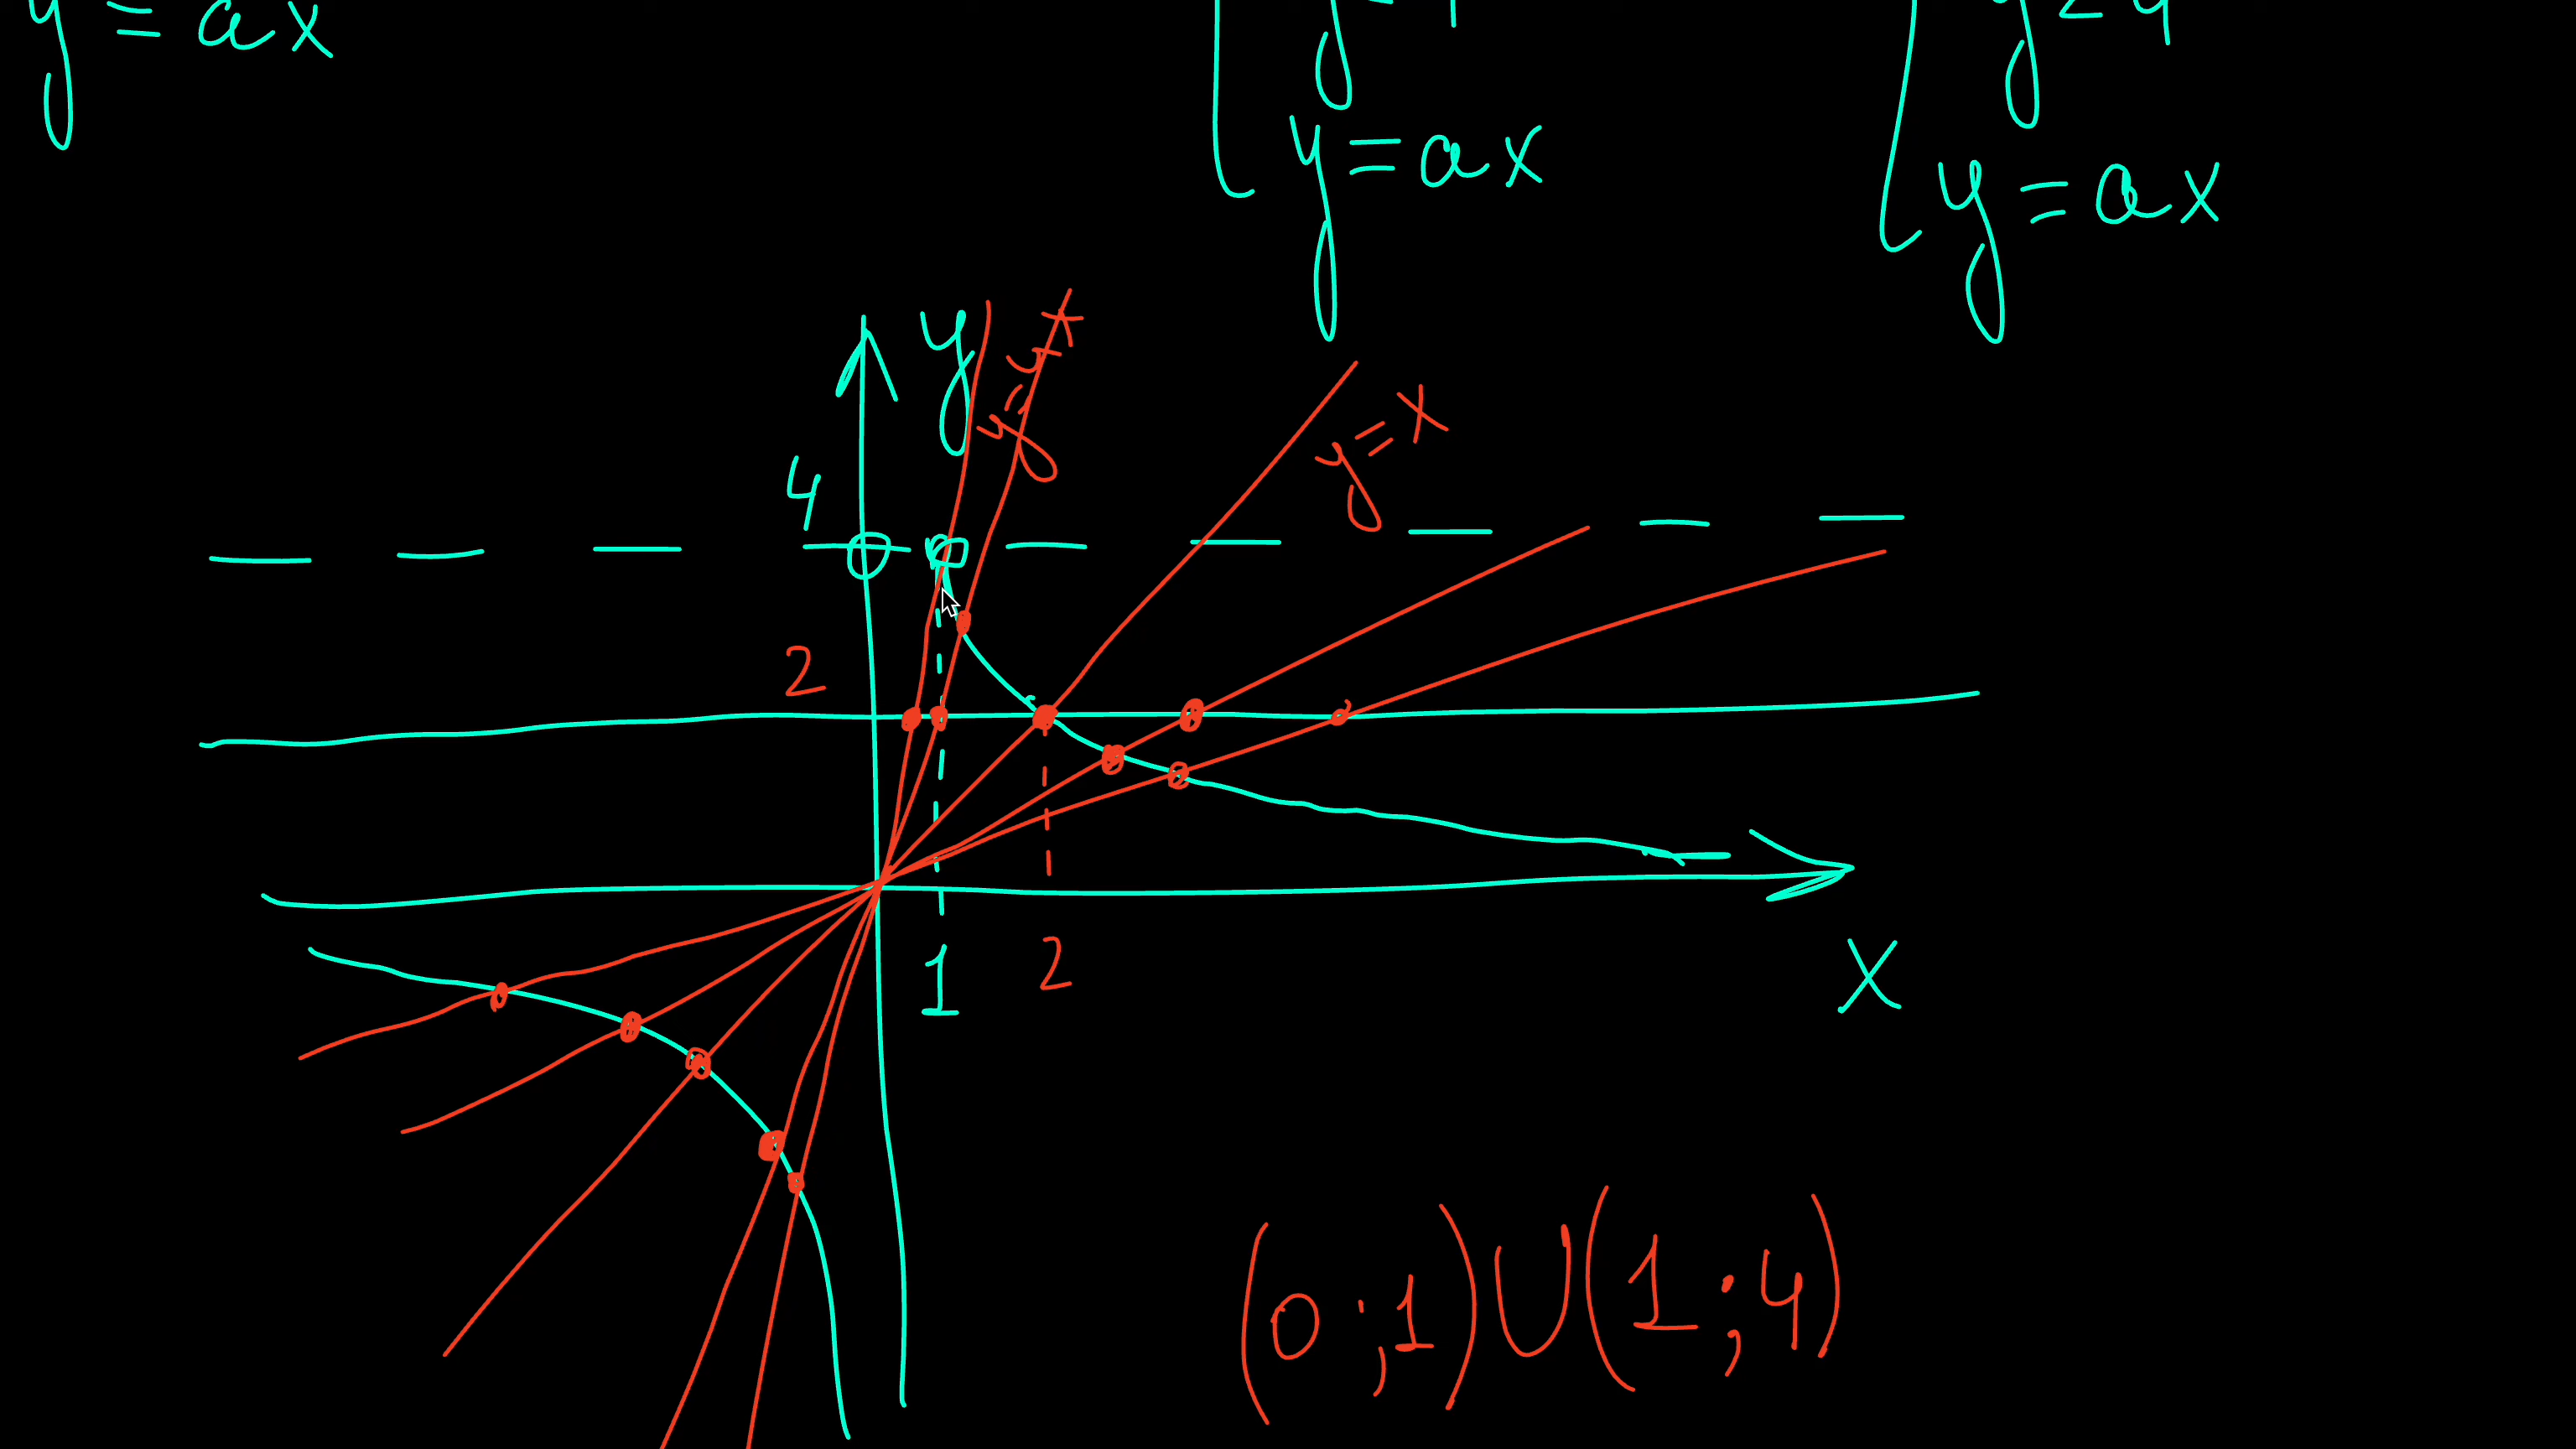 y = ax
y = ax
y = ax
y
y=4x
y=x
4
2
1
2
x
(0;1)U(1;4)